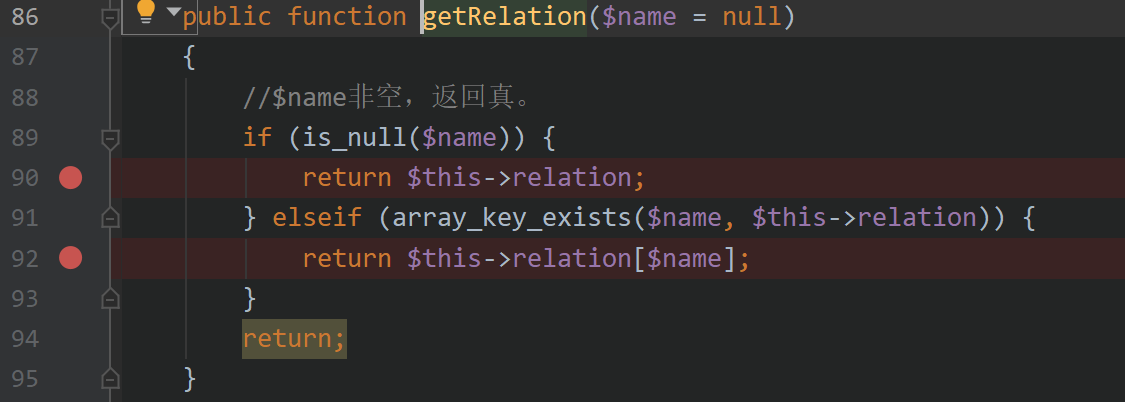 86 public function getRelation($name = null)
87 {
88 //$name非空，返回真。
89 if (is_null($name)) {
90 return $this->relation;
91 } elseif (array_key_exists($name, $this->relation)) {
92 return $this->relation[$name];
93 }
94 return;
95 }